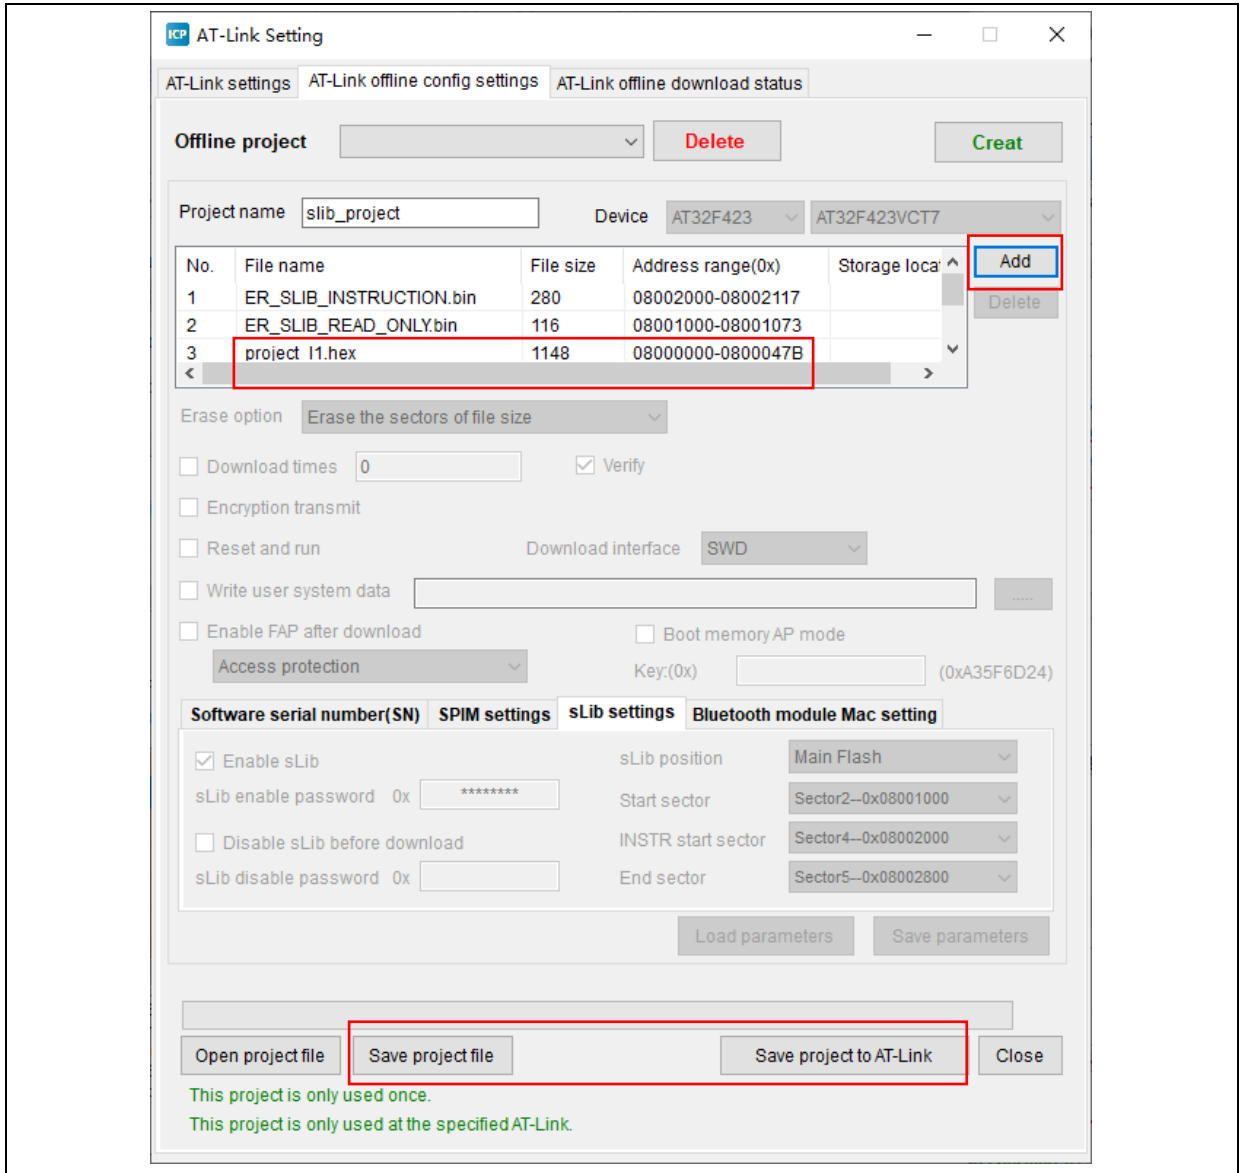 ICP AT-Link Setting
AT-Link settings AT-Link offline config settings AT-Link offline download status
Offline project Delete Creat
Project name slib_project Device AT32F423 AT32F423VCT7
No. File name File size Address range(0x) Storage locat Add
1 ER_SLIB_INSTRUCTION.bin 280 08002000-08002117 Delete
2 ER_SLIB_READ_ONLY.bin 116 08001000-08001073
3 project_l1.hex 1148 08000000-0800047B
Erase option Erase the sectors of file size
Download times 0 Verify
Encryption transmit
Reset and run Download interface SWD
Write user system data .....
Enable FAP after download Boot memory AP mode
Access protection Key:(0x) (0xA35F6D24)
Software serial number(SN) SPIM settings sLib settings Bluetooth module Mac setting
Enable sLib sLib position Main Flash
sLib enable password 0x ******** Start sector Sector2--0x08001000
Disable sLib before download INSTR start sector Sector4--0x08002000
sLib disable password 0x End sector Sector5--0x08002800
Load parameters Save parameters
Open project file Save project file Save project to AT-Link Close
This project is only used once.
This project is only used at the specified AT-Link.